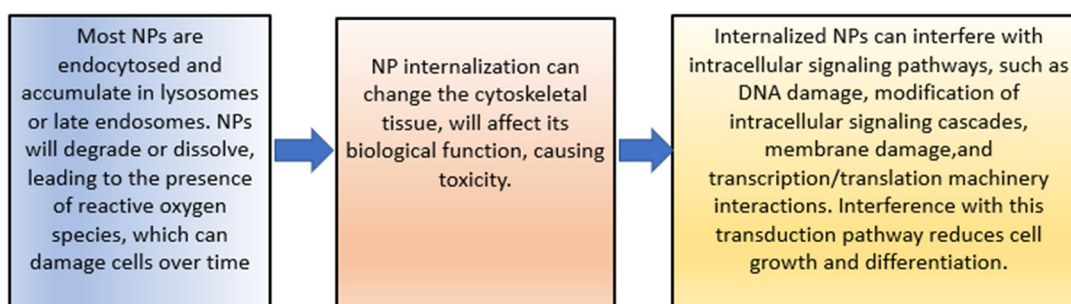 Most NPs are
endocytosed and
accumulate in lysosomes
or late endosomes. NPs
will degrade or dissolve,
leading to the presence
of reactive oxygen
species, which can
damage cells over time
NP internalization can
change the cytoskeletal
tissue, will affect its
biological function, causing
toxicity.
Internalized NPs can interfere with
intracellular signaling pathways, such as
DNA damage, modification of
intracellular signaling cascades,
membrane damage,and
transcription/translation machinery
interactions. Interference with this
transduction pathway reduces cell
growth and differentiation.